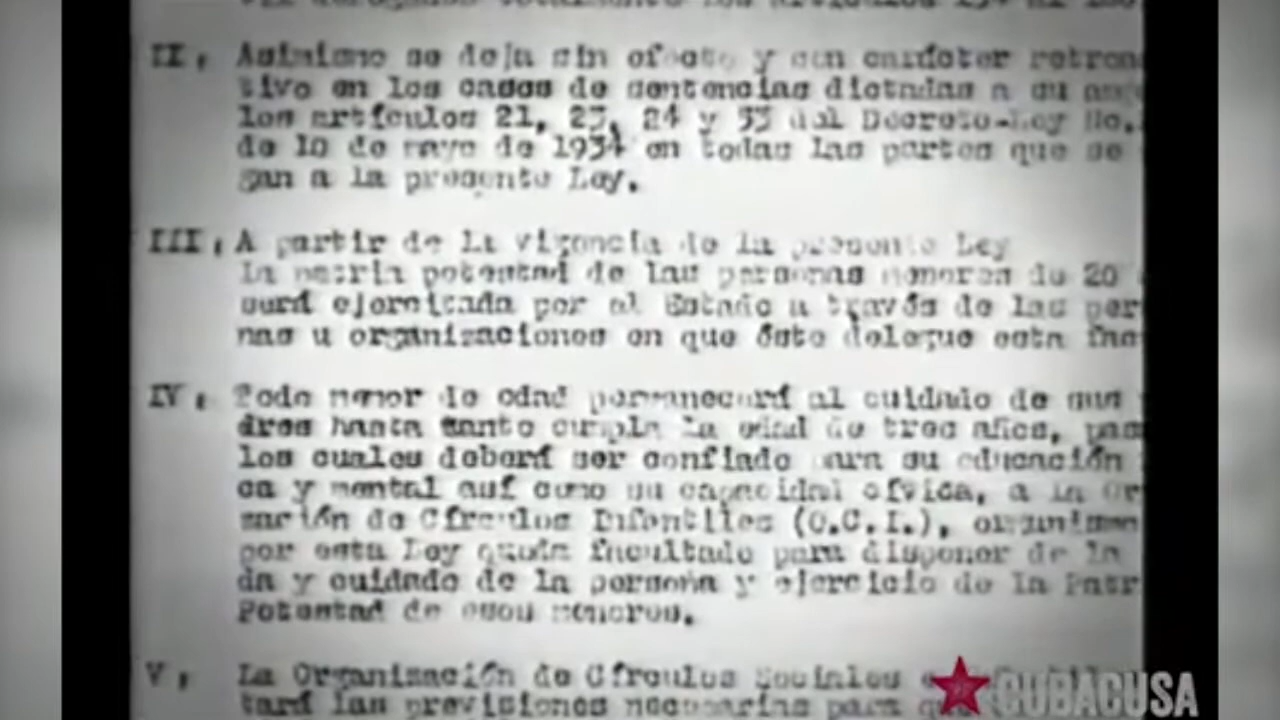 II. Asimismo se deja sin efecto y con carácter retroac
tivo en los casos de sentencias dictadas a su
los artículos 21, 23, 24 y 53 del Decreto-Ley No.
de 10 de mayo de 1934 en todas las partes que se
gan a la presente Ley.
III. A partir de la vigencia de la presente Ley
la patria potestad de las personas menores de 20
será ejercitada por el Estado a través de las per
nas u organizaciones en que éste delegue esta fac
IV. Todo menor de edad permanecerá al cuidado de sus
dres hasta tanto cumpla la edad de tres años, pas
los cuales deberá ser confiado para su educación
ca y mental así como su capacidad cívica, a la Or
zación de Círculos Infantiles (O.C.I.), organismo
por esta Ley queda facultado para disponer de la
da y cuidado de la persona y ejercicio de la Patr
Potestad de esos menores.
V. La Organización de Círculos Sociales
tará las previsiones necesarias para que
CUBACUSA